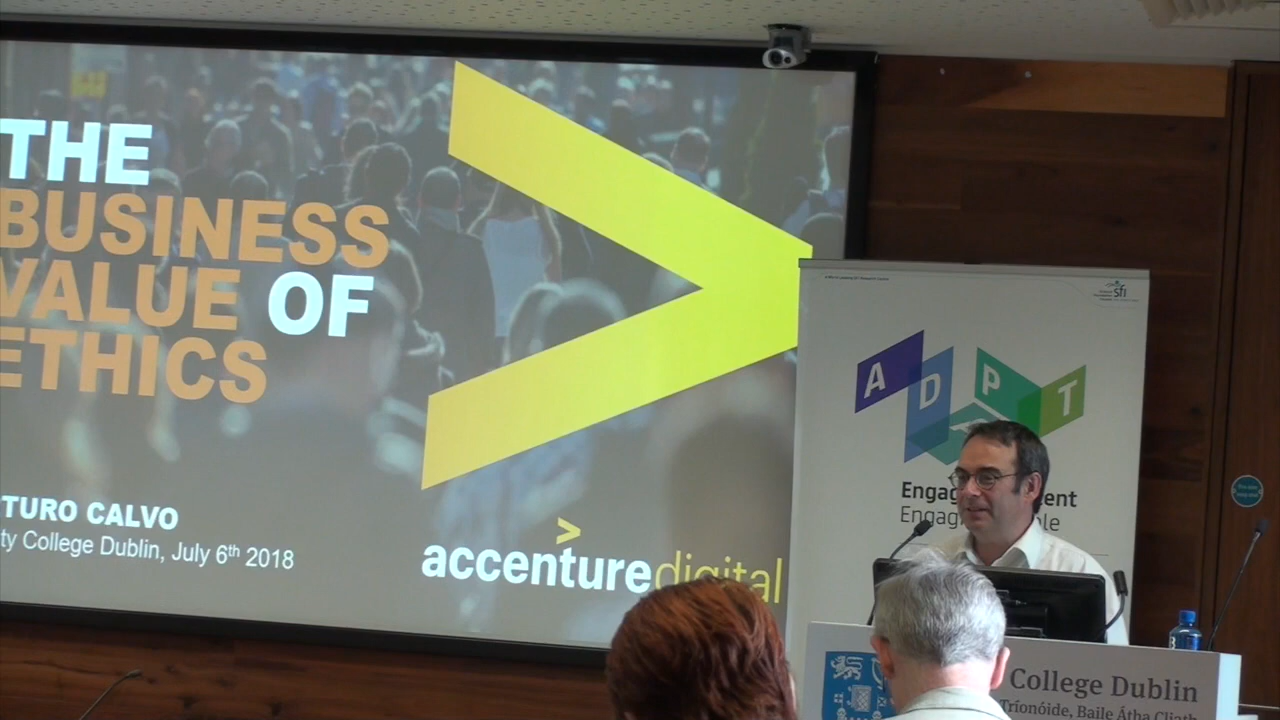 THE
BUSINESS
VALUE OF
ETHICS
TURO CALVO
ty College Dublin, July 6th 2018
accenturedigital
sfi
A D P T
Engag ent
Engag le
College Dublin
Tríonóide, Baile Átha Cliath